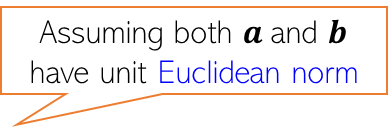 Assuming both a and b
have unit Euclidean norm